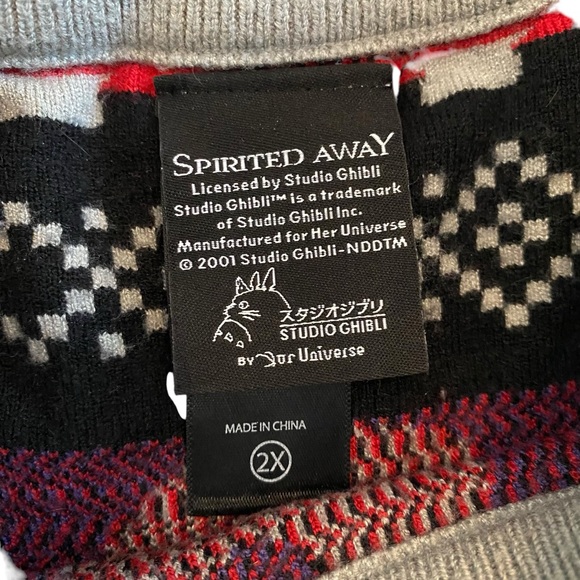 SPIRITED AWAY
Licensed by Studio Ghibli
Studio Ghibli™ is a trademark
of Studio Ghibli Inc.
Manufactured for Her Universe
© 2001 Studio Ghibli-NDDTM
スタジオジブリ
STUDIO GHIBLI
BY Her Universe
MADE IN CHINA
2X